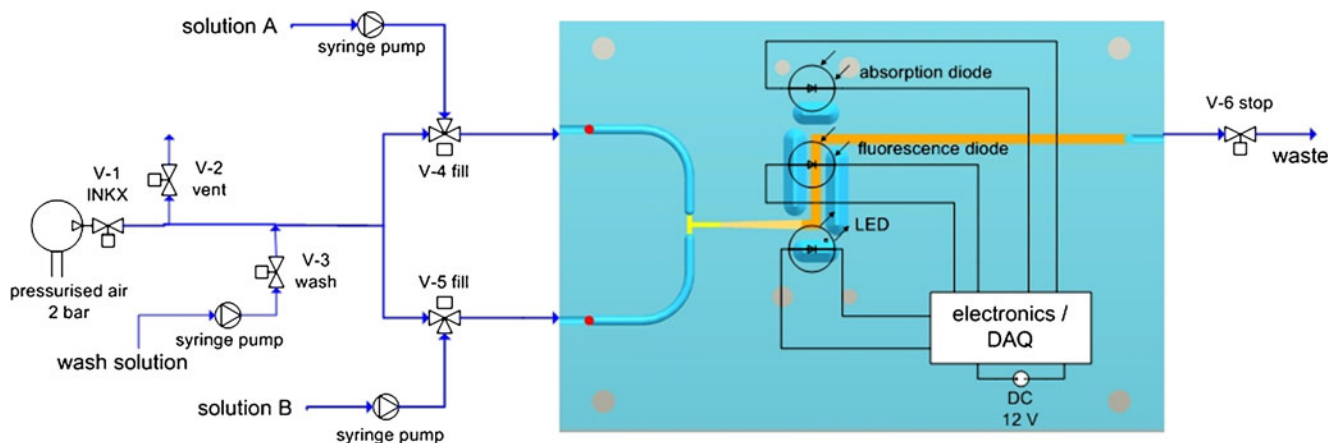 solution A
syringe pump
absorption diode
V-6 stop
waste
fluorescence diode
V-4 fill
V-2
vent
V-1
INKX
LED
V-3
wash
V-5 fill
pressurised air
2 bar
syringe pump
wash solution
electronics /
DAQ
solution B
syringe pump
DC
12 V